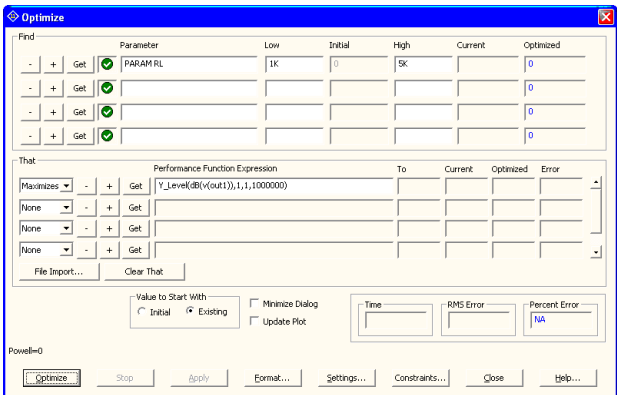 Optimize
Find
Parameter Low Initial High Current Optimized
- + Get PARAM RL 1K 0 5K 0
- + Get 0
- + Get 0
- + Get 0
That
Performance Function Expression To Current Optimized Error
Maximizes - + Get Y_Level(dB(v(out1)),1,1,1000000)
None - + Get
None - + Get
None - + Get
File Import... Clear That
Value to Start With
Initial Existing
Minimize Dialog
Update Plot
Time RMS Error Percent Error
NA
Powell=0
Optimize Stop Apply Format... Settings... Constraints... Close Help...